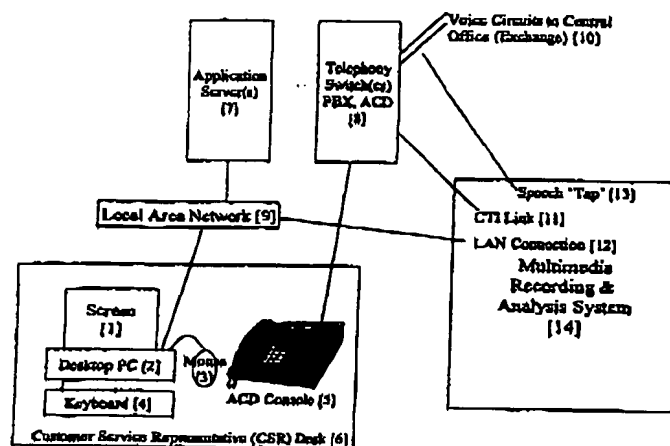 Voice Circuits to Central
Office (Exchange) [10]
Application
Server(s)
[7]
Telephony
Switch(es)
PBX, ACD
[8]
Speech "Tap" [13]
CTI Link [11]
LAN Connection [12]
Multimedia
Recording &
Analysis System
[14]
Local Area Network [9]
Screen
[1]
Desktop PC [2]
Mouse
[3]
Keyboard [4]
ACD Console [5]
Customer Service Representative (CSR) Desk [6]